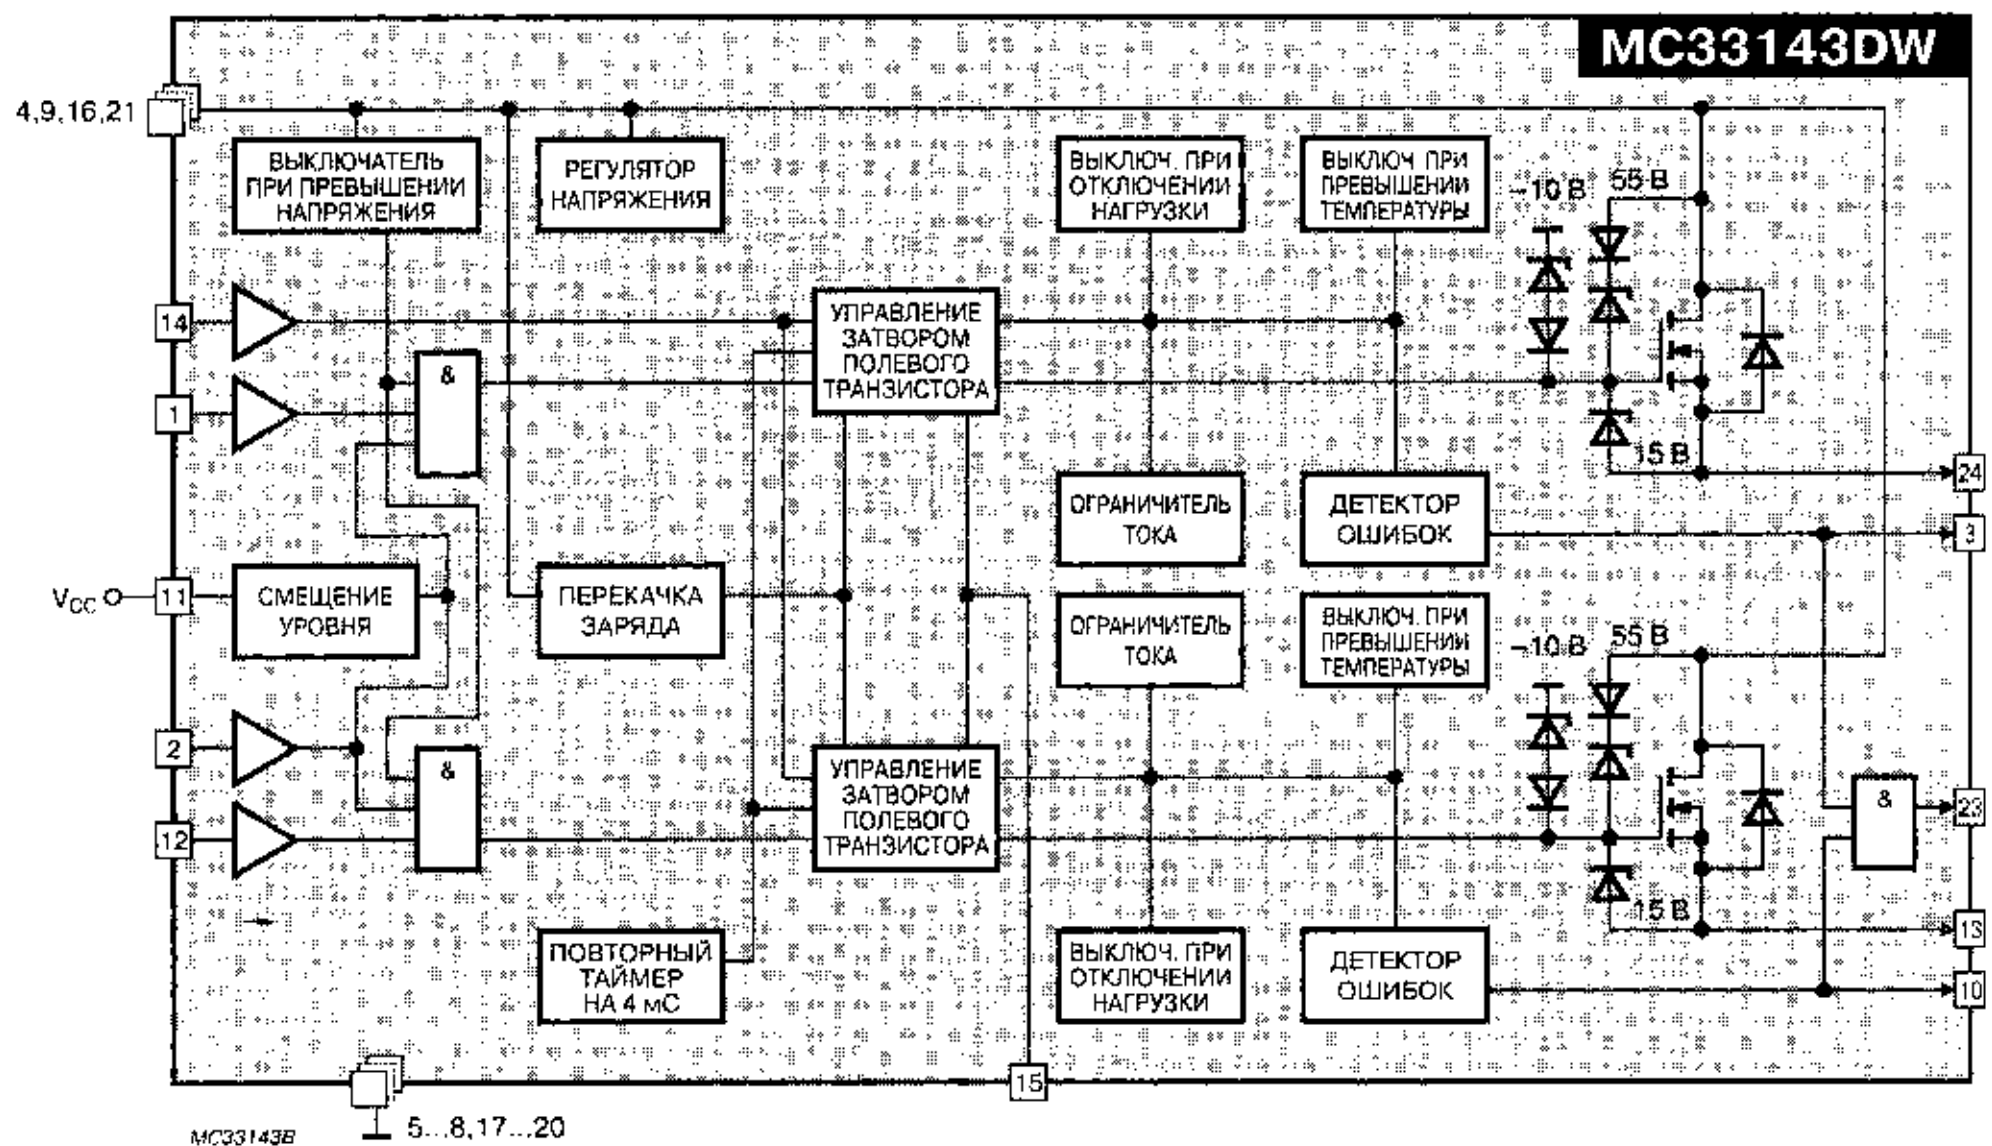 MC33143DW
4,9,16,21
ВЫКЛЮЧАТЕЛЬ
ПРИ ПРЕВЫШЕНИИ
НАПРЯЖЕНИЯ
РЕГУЛЯТОР
НАПРЯЖЕНИЯ
ВЫКЛЮЧ. ПРИ
ОТКЛЮЧЕНИИ
НАГРУЗКИ
ВЫКЛЮЧ. ПРИ
ПРЕВЫШЕНИИ
ТЕМПЕРАТУРЫ
–10 В
55 В
14
УПРАВЛЕНИЕ
ЗАТВОРОМ
ПОЛЕВОГО
ТРАНЗИСТОРА
&
1
15 В
24
ОГРАНИЧИТЕЛЬ
ТОКА
ДЕТЕКТОР
ОШИБОК
3
VCC
11
СМЕЩЕНИЕ
УРОВНЯ
ПЕРЕКАЧКА
ЗАРЯДА
ОГРАНИЧИТЕЛЬ
ТОКА
ВЫКЛЮЧ. ПРИ
ПРЕВЫШЕНИИ
ТЕМПЕРАТУРЫ
–10 В
55 В
2
&
УПРАВЛЕНИЕ
ЗАТВОРОМ
ПОЛЕВОГО
ТРАНЗИСТОРА
&
23
12
15 В
13
ПОВТОРНЫЙ
ТАЙМЕР
НА 4 мС
ВЫКЛЮЧ. ПРИ
ОТКЛЮЧЕНИИ
НАГРУЗКИ
ДЕТЕКТОР
ОШИБОК
10
15
5...8,17...20
MC33143B